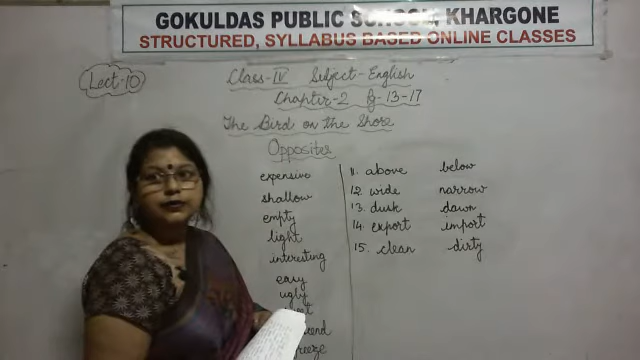 GOKULDAS PUBLIC SCHOOL, KHARGONE
STRUCTURED, SYLLABUS BASED ONLINE CLASSES
Lect-10
Class-IV Subject-English
Chapter-2 Pg-13-17
The Bird on the Shore
Opposites
expensive
shallow
empty
light
interesting
easy
ugly
11. above below
12. wide narrow
13. dusk dawn
14. export import
15. clean dirty